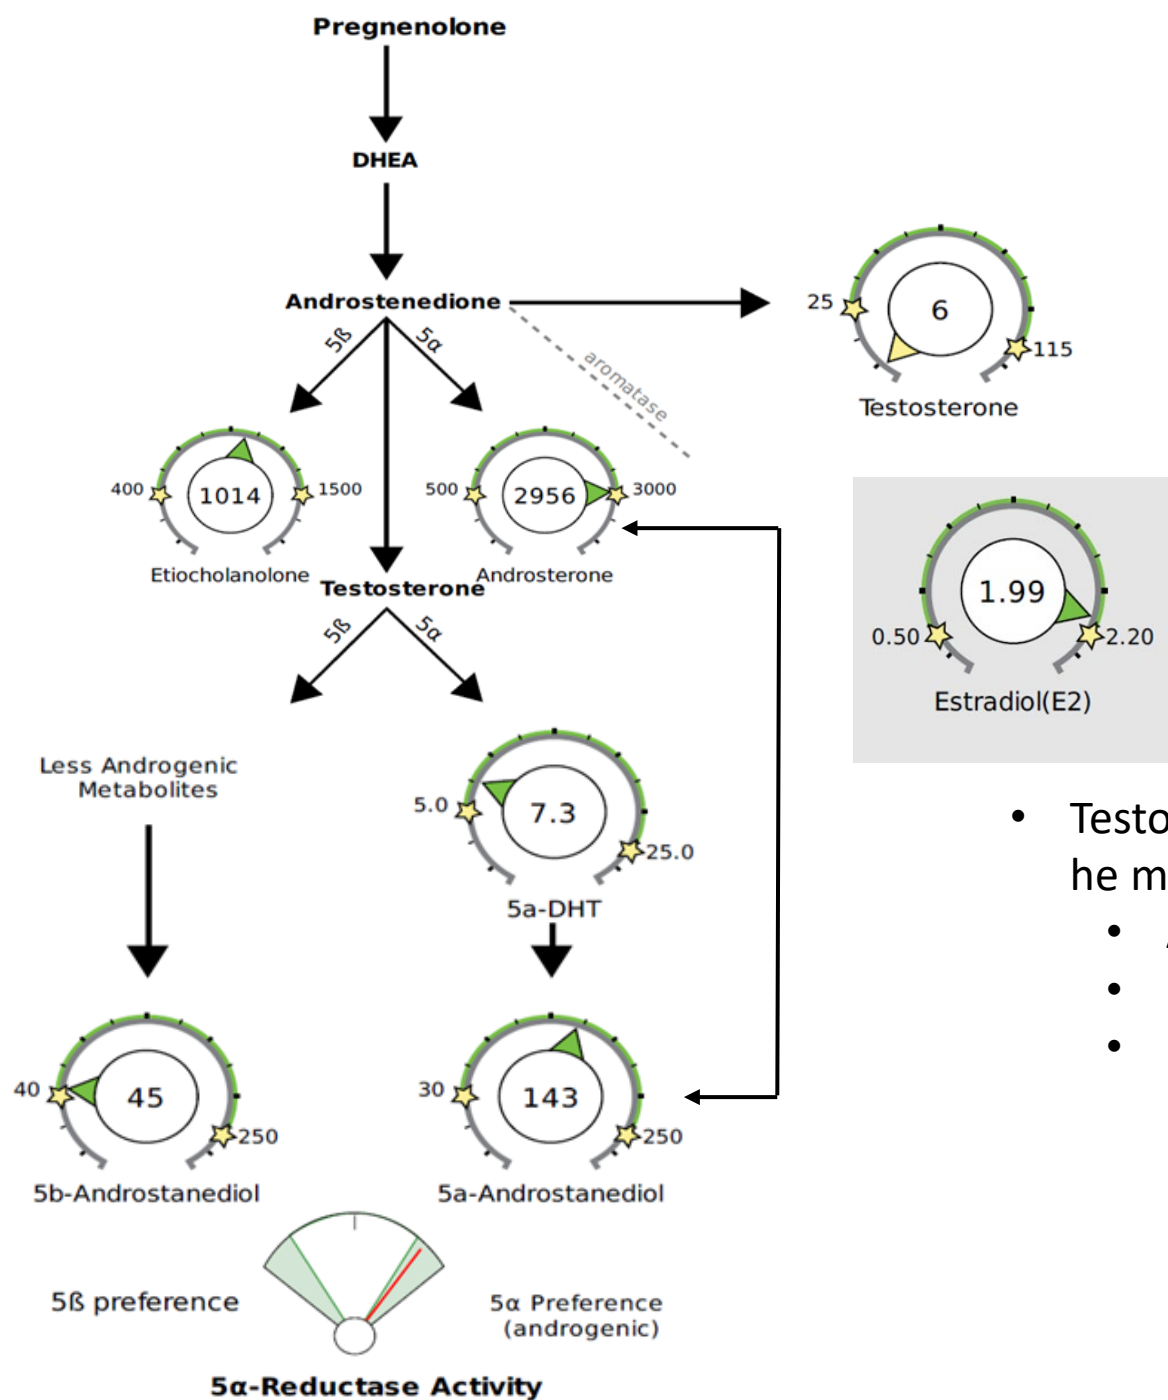 Pregnenolone
DHEA
Androstenedione
5ß
5α
aromatase
25
6
115
Testosterone
400
1014
1500
Etiocholanolone
500
2956
3000
Androsterone
Testosterone
5ß
5α
0.50
1.99
2.20
Estradiol(E2)
Less Androgenic
Metabolites
5.0
7.3
25.0
5a-DHT
• Testo
he m
•
•
•
40
45
250
5b-Androstanediol
30
143
250
5a-Androstanediol
5ß preference
5α Preference
(androgenic)
5α-Reductase Activity